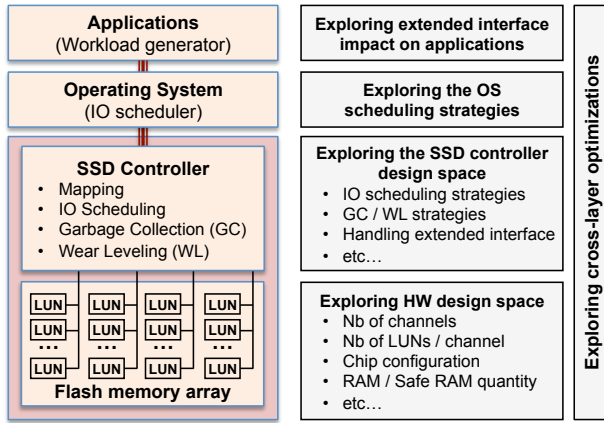 Applications
(Workload generator)
Operating System
(IO scheduler)
SSD Controller
• Mapping
• IO Scheduling
• Garbage Collection (GC)
• Wear Leveling (WL)
LUN LUN LUN LUN
LUN LUN LUN LUN
... ... ... ...
LUN LUN LUN LUN
Flash memory array
Exploring extended interface
impact on applications
Exploring the OS
scheduling strategies
Exploring the SSD controller
design space
• IO scheduling strategies
• GC / WL strategies
• Handling extended interface
• etc…
Exploring HW design space
• Nb of channels
• Nb of LUNs / channel
• Chip configuration
• RAM / Safe RAM quantity
• etc…
Exploring cross-layer optimizations